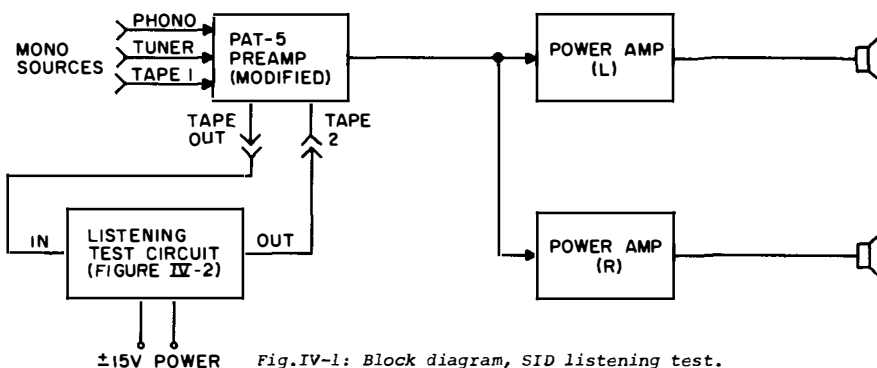 PHONO
TUNER
TAPE 1
MONO
SOURCES
PAT-5
PREAMP
(MODIFIED)
TAPE
OUT
TAPE
2
POWER AMP
(L)
IN
LISTENING
TEST CIRCUIT
(FIGURE IV-2)
OUT
POWER AMP
(R)
±15V POWER
Fig.IV-1: Block diagram, SID listening test.